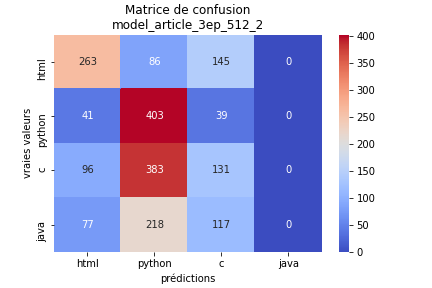 Matrice de confusion
model_article_3ep_512_2
vraies valeurs
html 263 86 145 0
python 41 403 39 0
c 96 383 131 0
java 77 218 117 0
html python c java
prédictions
400
350
300
250
200
150
100
50
0